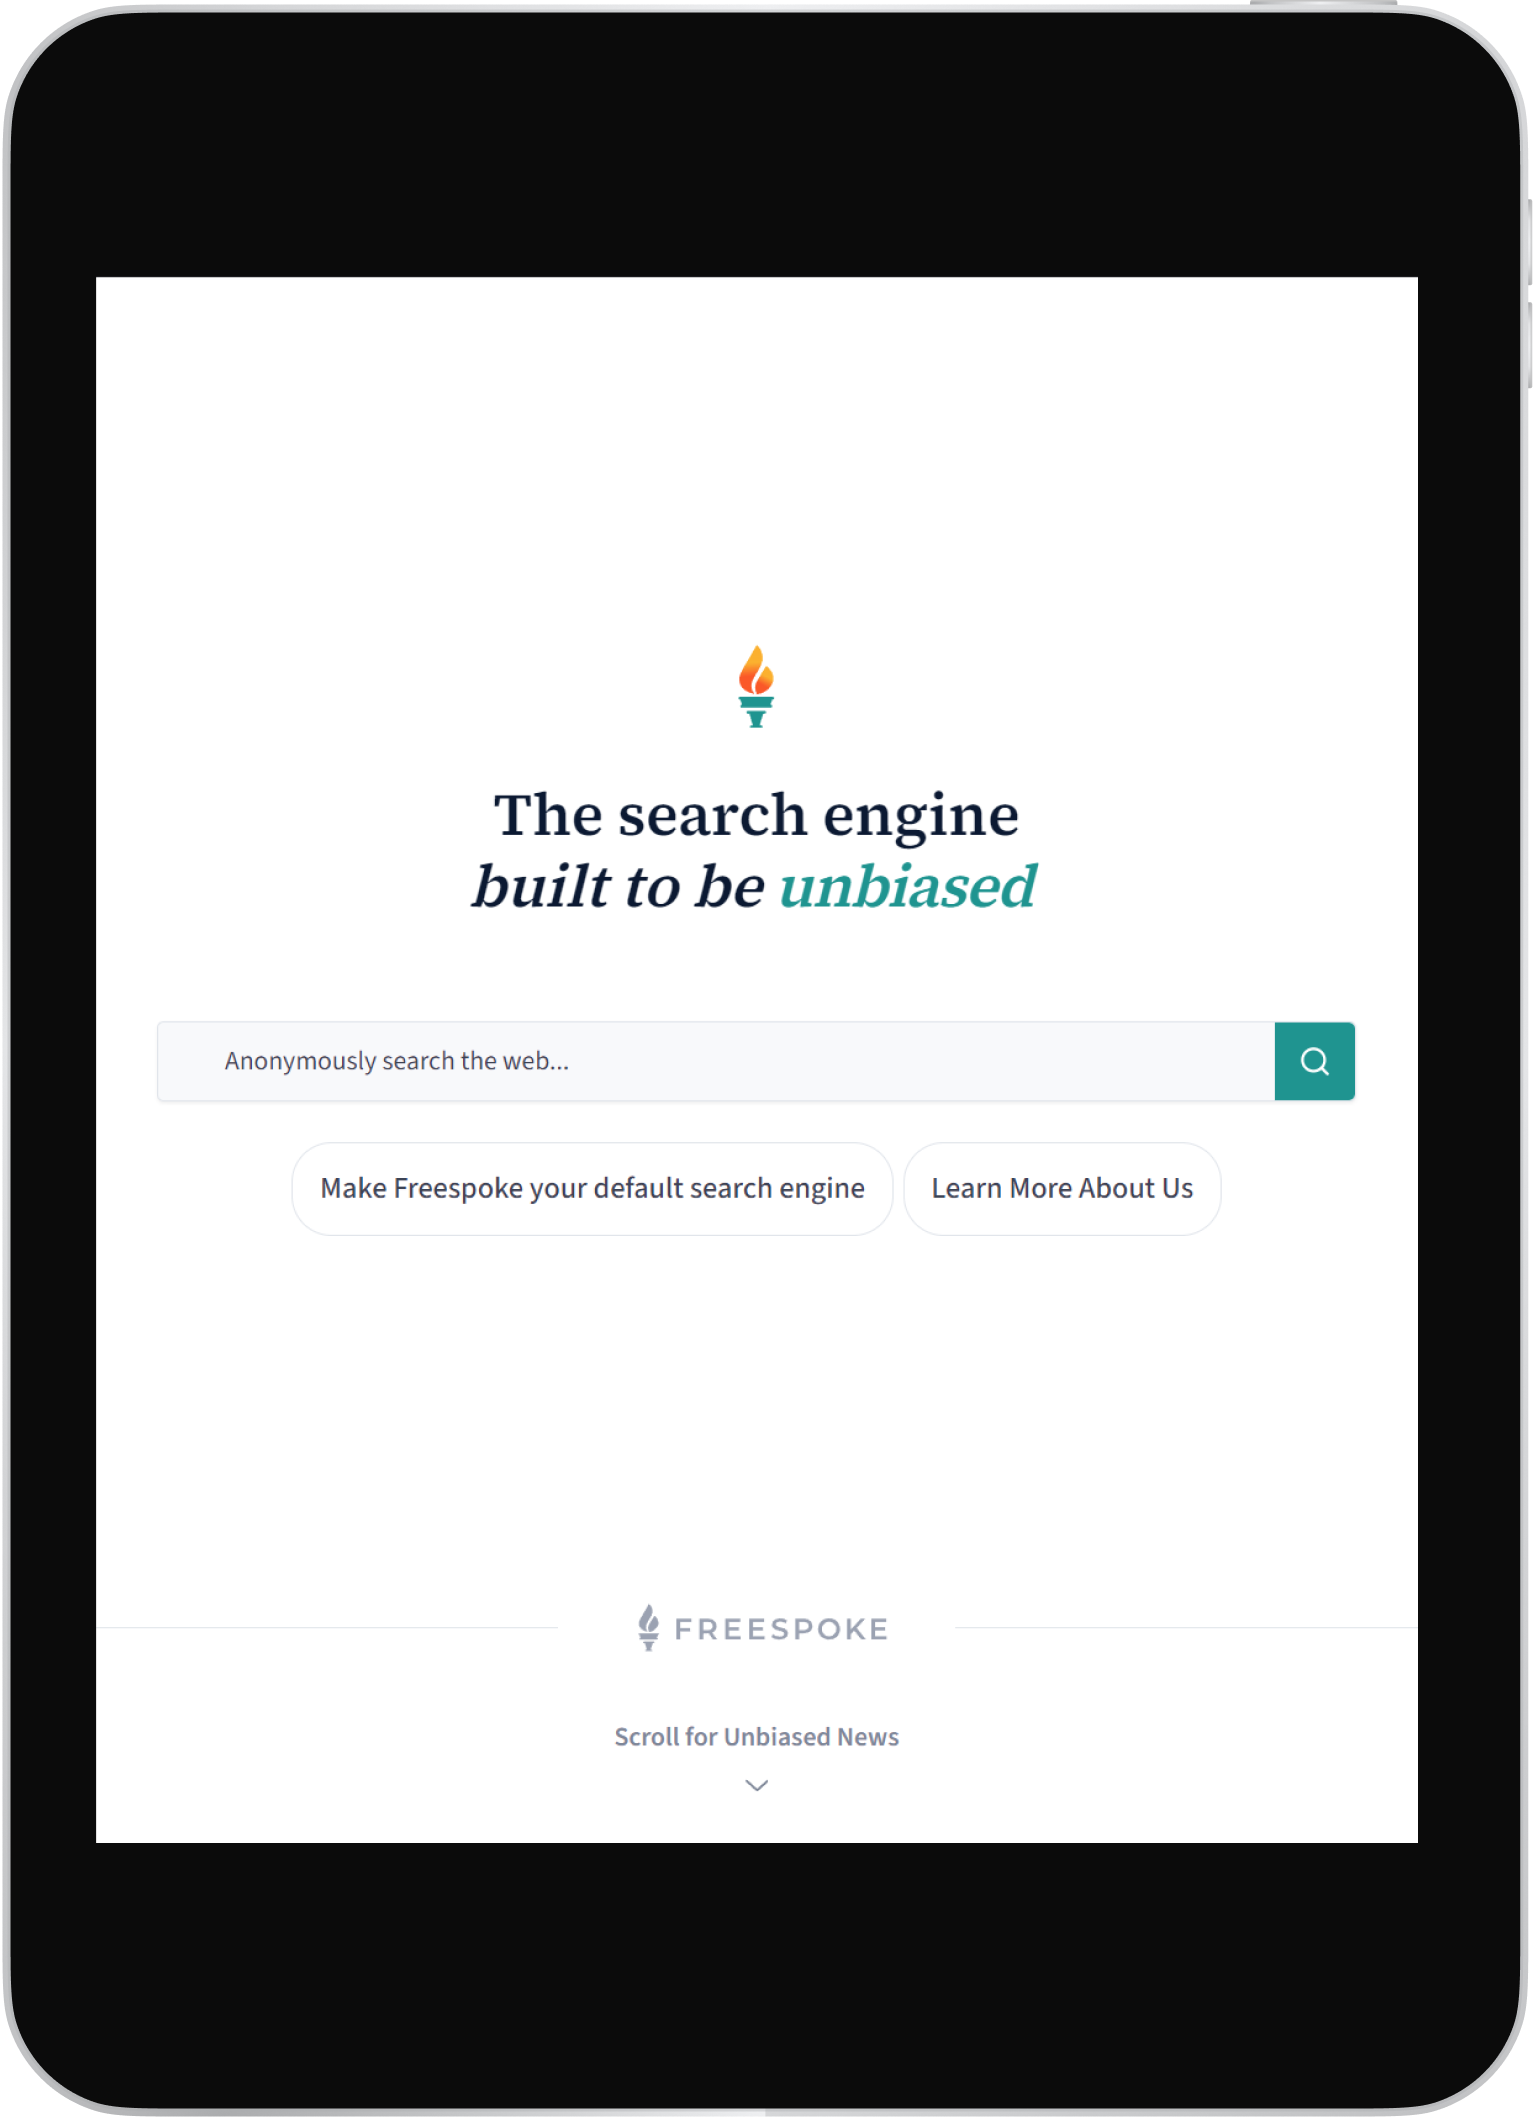 The search engine
built to be unbiased
Anonymously search the web...
Make Freespoke your default search engine
Learn More About Us
FREESPOKE
Scroll for Unbiased News